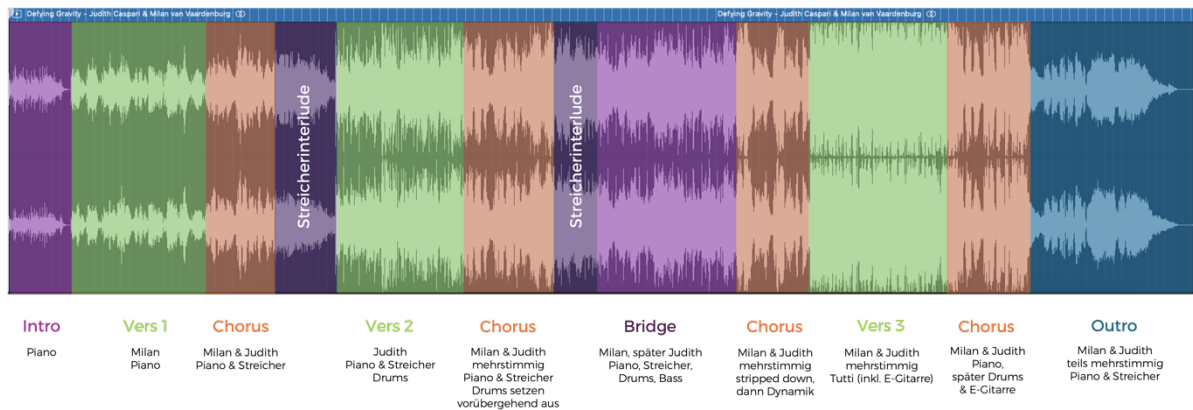 Defying Gravity - Judith Caspari & Milan van Vaardenburg
Defying Gravity - Judith Caspari & Milan van Vaardenburg
Streicherinterlude
Streicherinterlude
Intro
Piano
Vers 1
Milan
Piano
Chorus
Milan & Judith
Piano & Streicher
Vers 2
Judith
Piano & Streicher
Drums
Chorus
Milan & Judith
mehrstimmig
Piano & Streicher
Drums setzen
vorübergehend aus
Bridge
Milan, später Judith
Piano, Streicher,
Drums, Bass
Chorus
Milan & Judith
mehrstimmig
stripped down,
dann Dynamik
Vers 3
Milan & Judith
mehrstimmig
Tutti (inkl. E-Gitarre)
Chorus
Milan & Judith
Piano,
später Drums
& E-Gitarre
Outro
Milan & Judith
teils mehrstimmig
Piano & Streicher